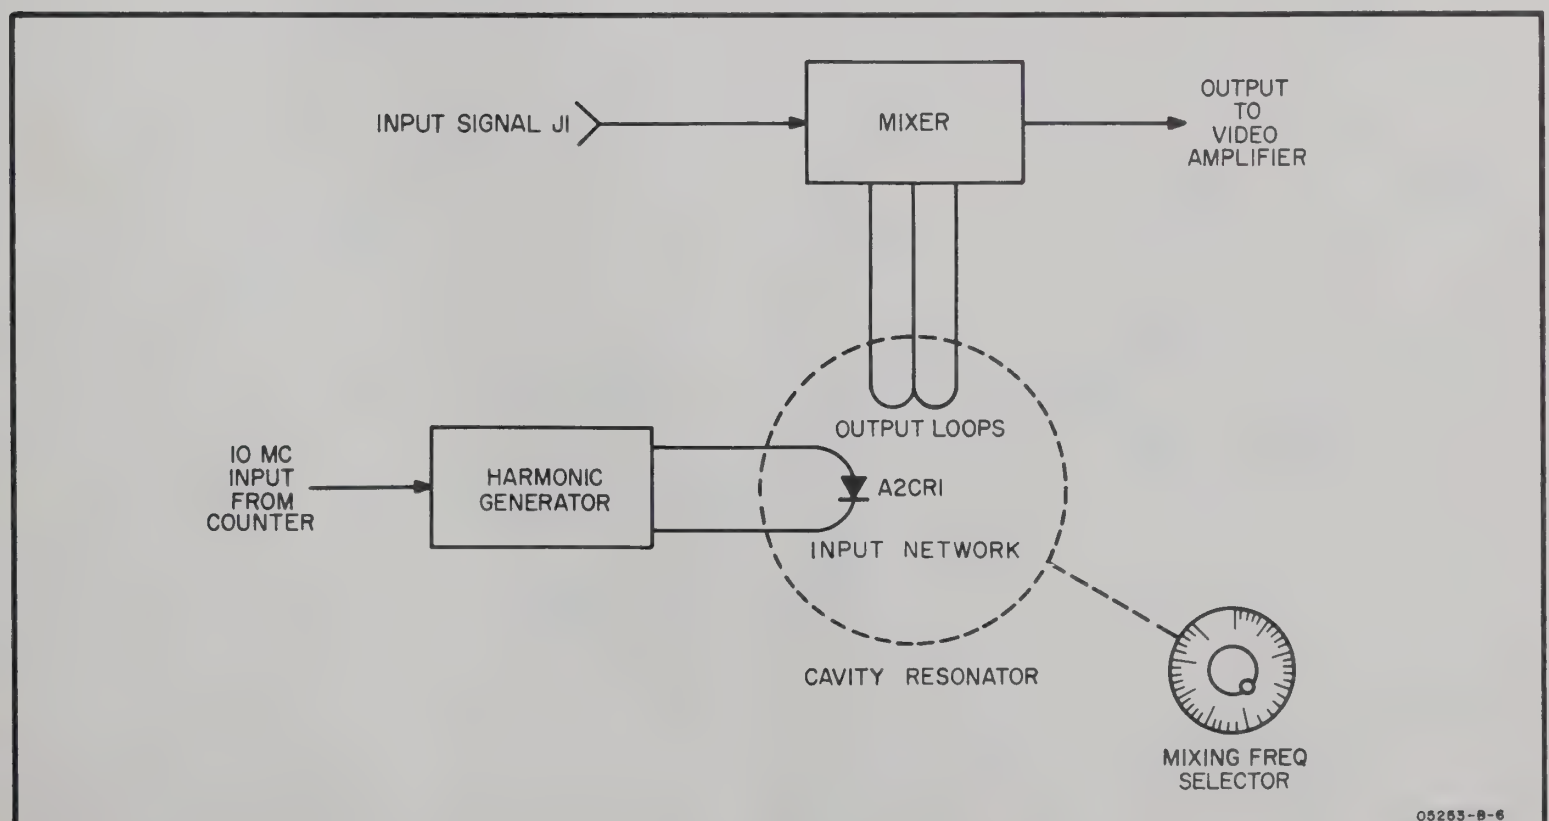 INPUT SIGNAL J1
MIXER
OUTPUT
TO
VIDEO
AMPLIFIER
OUTPUT LOOPS
10 MC
INPUT
FROM
COUNTER
HARMONIC
GENERATOR
A2CR1
INPUT NETWORK
CAVITY RESONATOR
MIXING FREQ
SELECTOR
05253-B-6